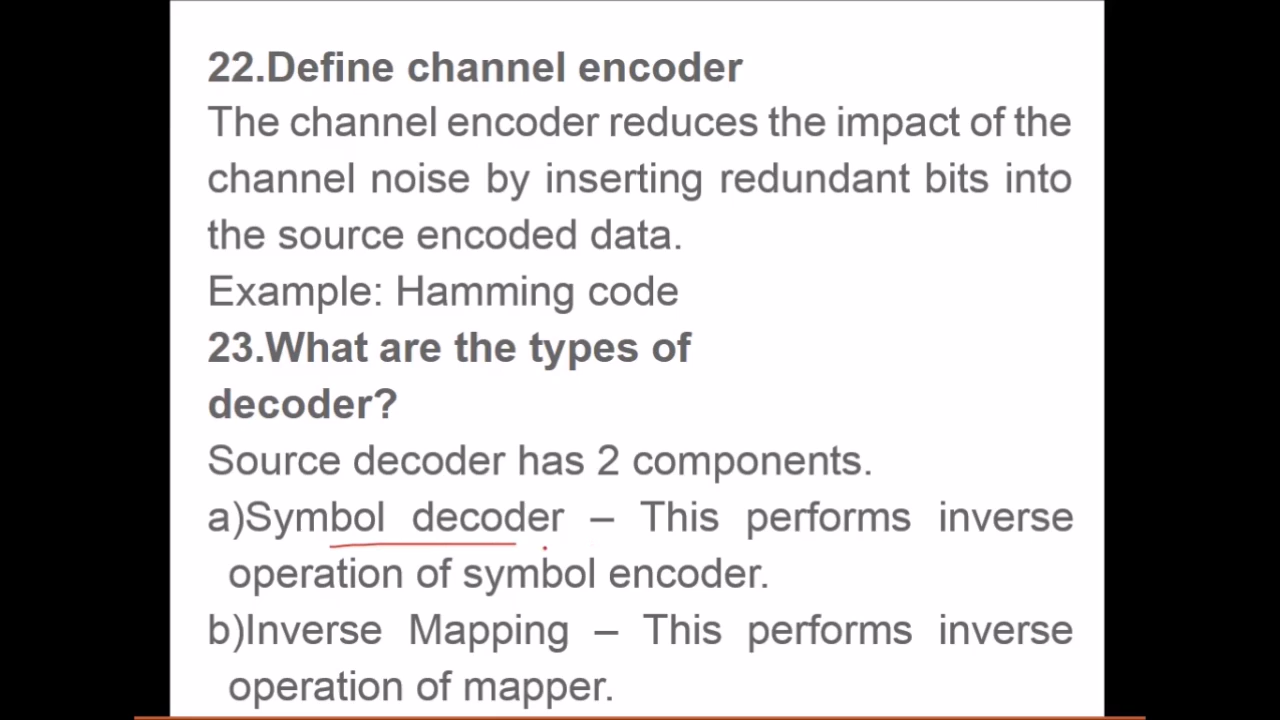 22.Define channel encoder
The channel encoder reduces the impact of the
channel noise by inserting redundant bits into
the source encoded data.
Example: Hamming code
23.What are the types of
decoder?
Source decoder has 2 components.
a)Symbol decoder – This performs inverse
operation of symbol encoder.
b)Inverse Mapping – This performs inverse
operation of mapper.